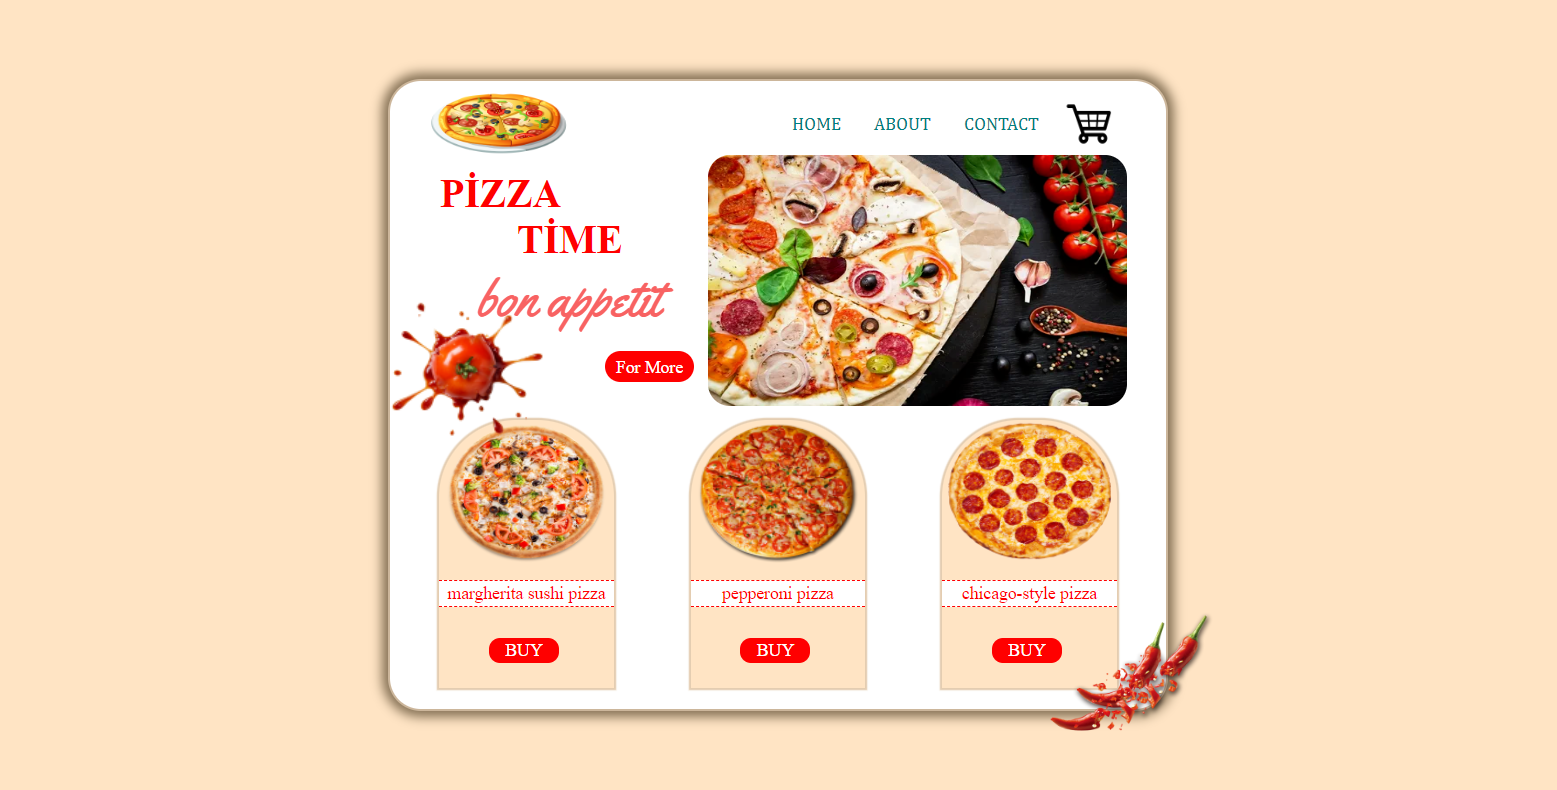 HOME ABOUT CONTACT
PİZZA
TİME
bon appetit
For More
margherita sushi pizza
pepperoni pizza
chicago-style pizza
BUY
BUY
BUY